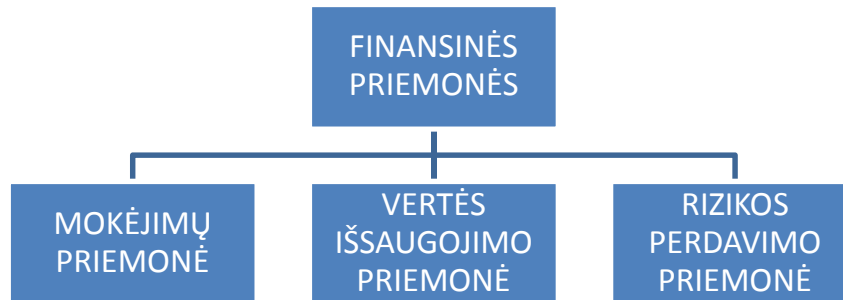 FINANSINĖS
PRIEMONĖS
MOKĖJIMŲ
PRIEMONĖ
VERTĖS
IŠSAUGOJIMO
PRIEMONĖ
RIZIKOS
PERDAVIMO
PRIEMONĖ